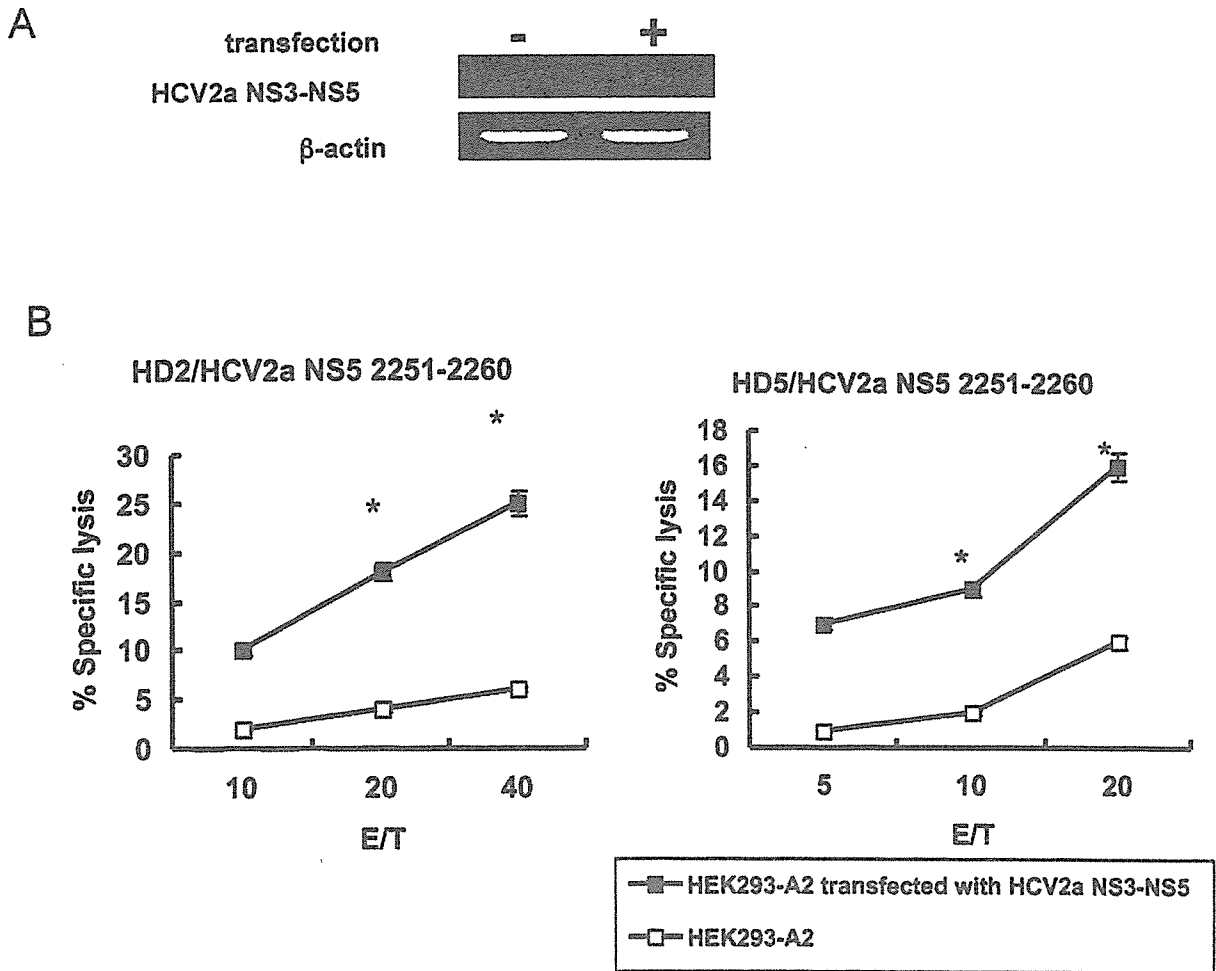 A
transfection - +
HCV2a NS3-NS5
β-actin
B
HD2/HCV2a NS5 2251-2260
*
*
30
25
20
15
10
5
0
% Specific lysis
10 20 40
E/T
HD5/HCV2a NS5 2251-2260
*
*
18
16
14
12
10
8
6
4
2
0
% Specific lysis
5 10 20
E/T
HEK293-A2 transfected with HCV2a NS3-NS5
HEK293-A2